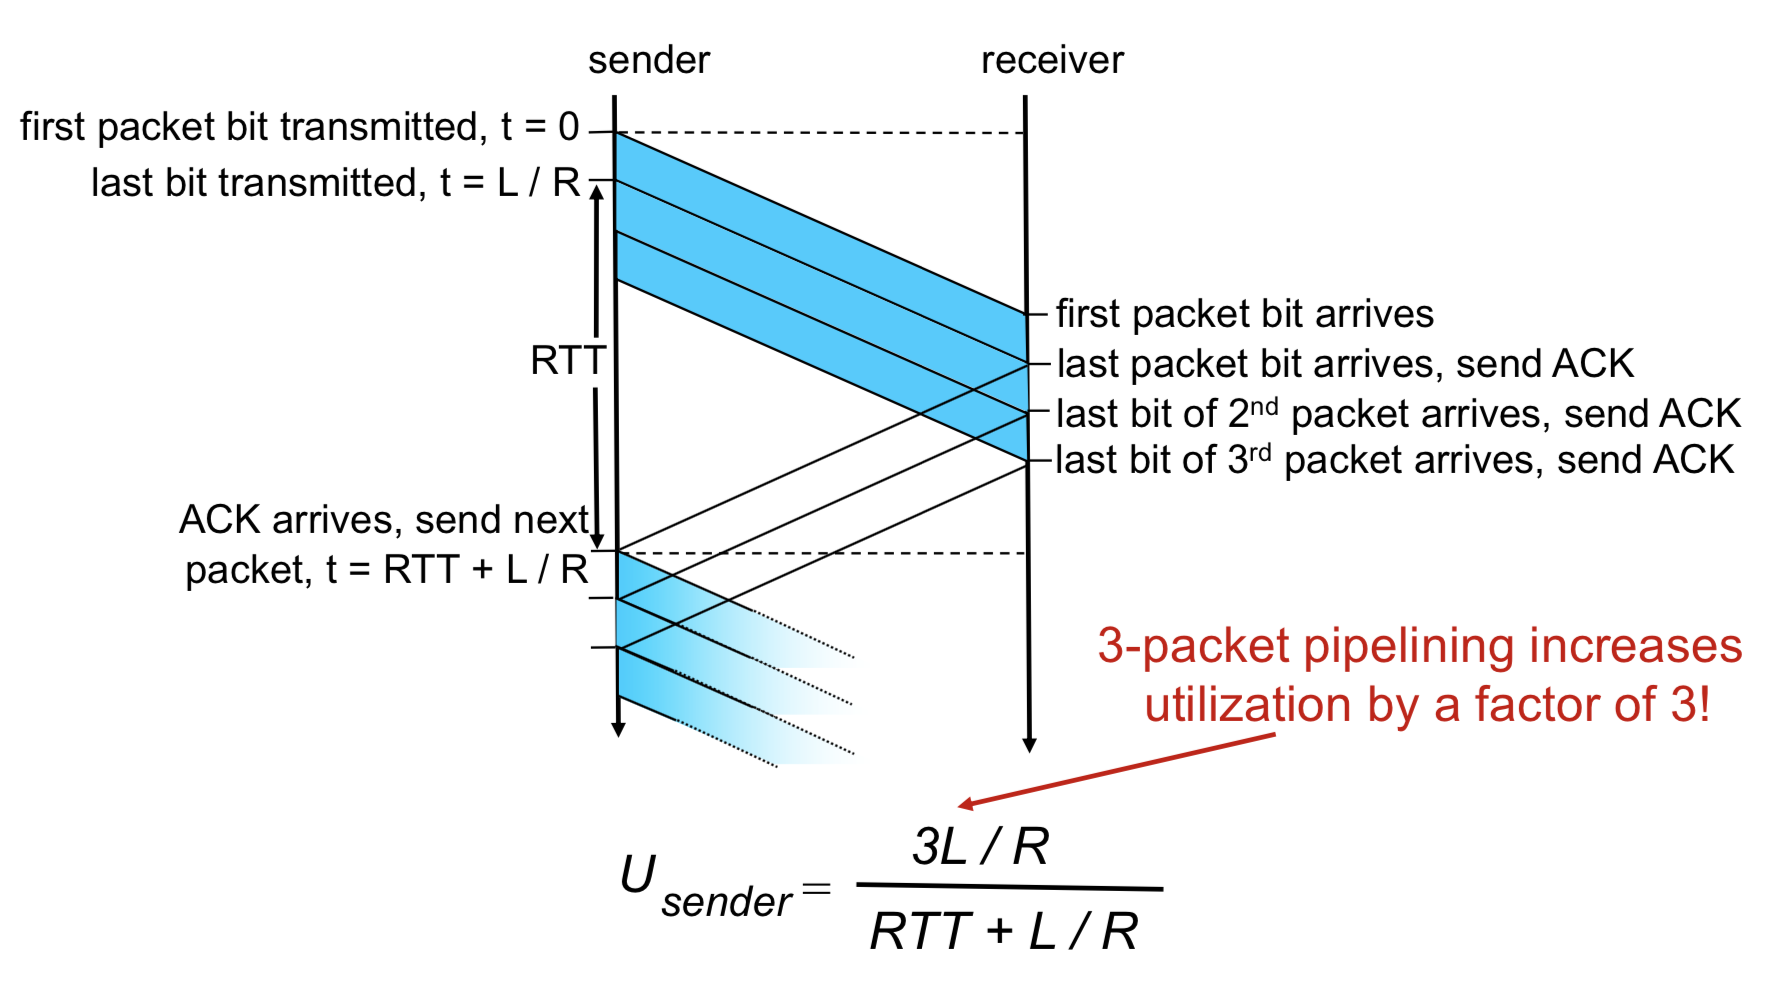 sender
receiver
first packet bit transmitted, t = 0
last bit transmitted, t = L / R
RTT
first packet bit arrives
last packet bit arrives, send ACK
last bit of 2nd packet arrives, send ACK
last bit of 3rd packet arrives, send ACK
ACK arrives, send next
packet, t = RTT + L / R
3-packet pipelining increases
utilization by a factor of 3!
3L / R
U sender =
RTT + L / R